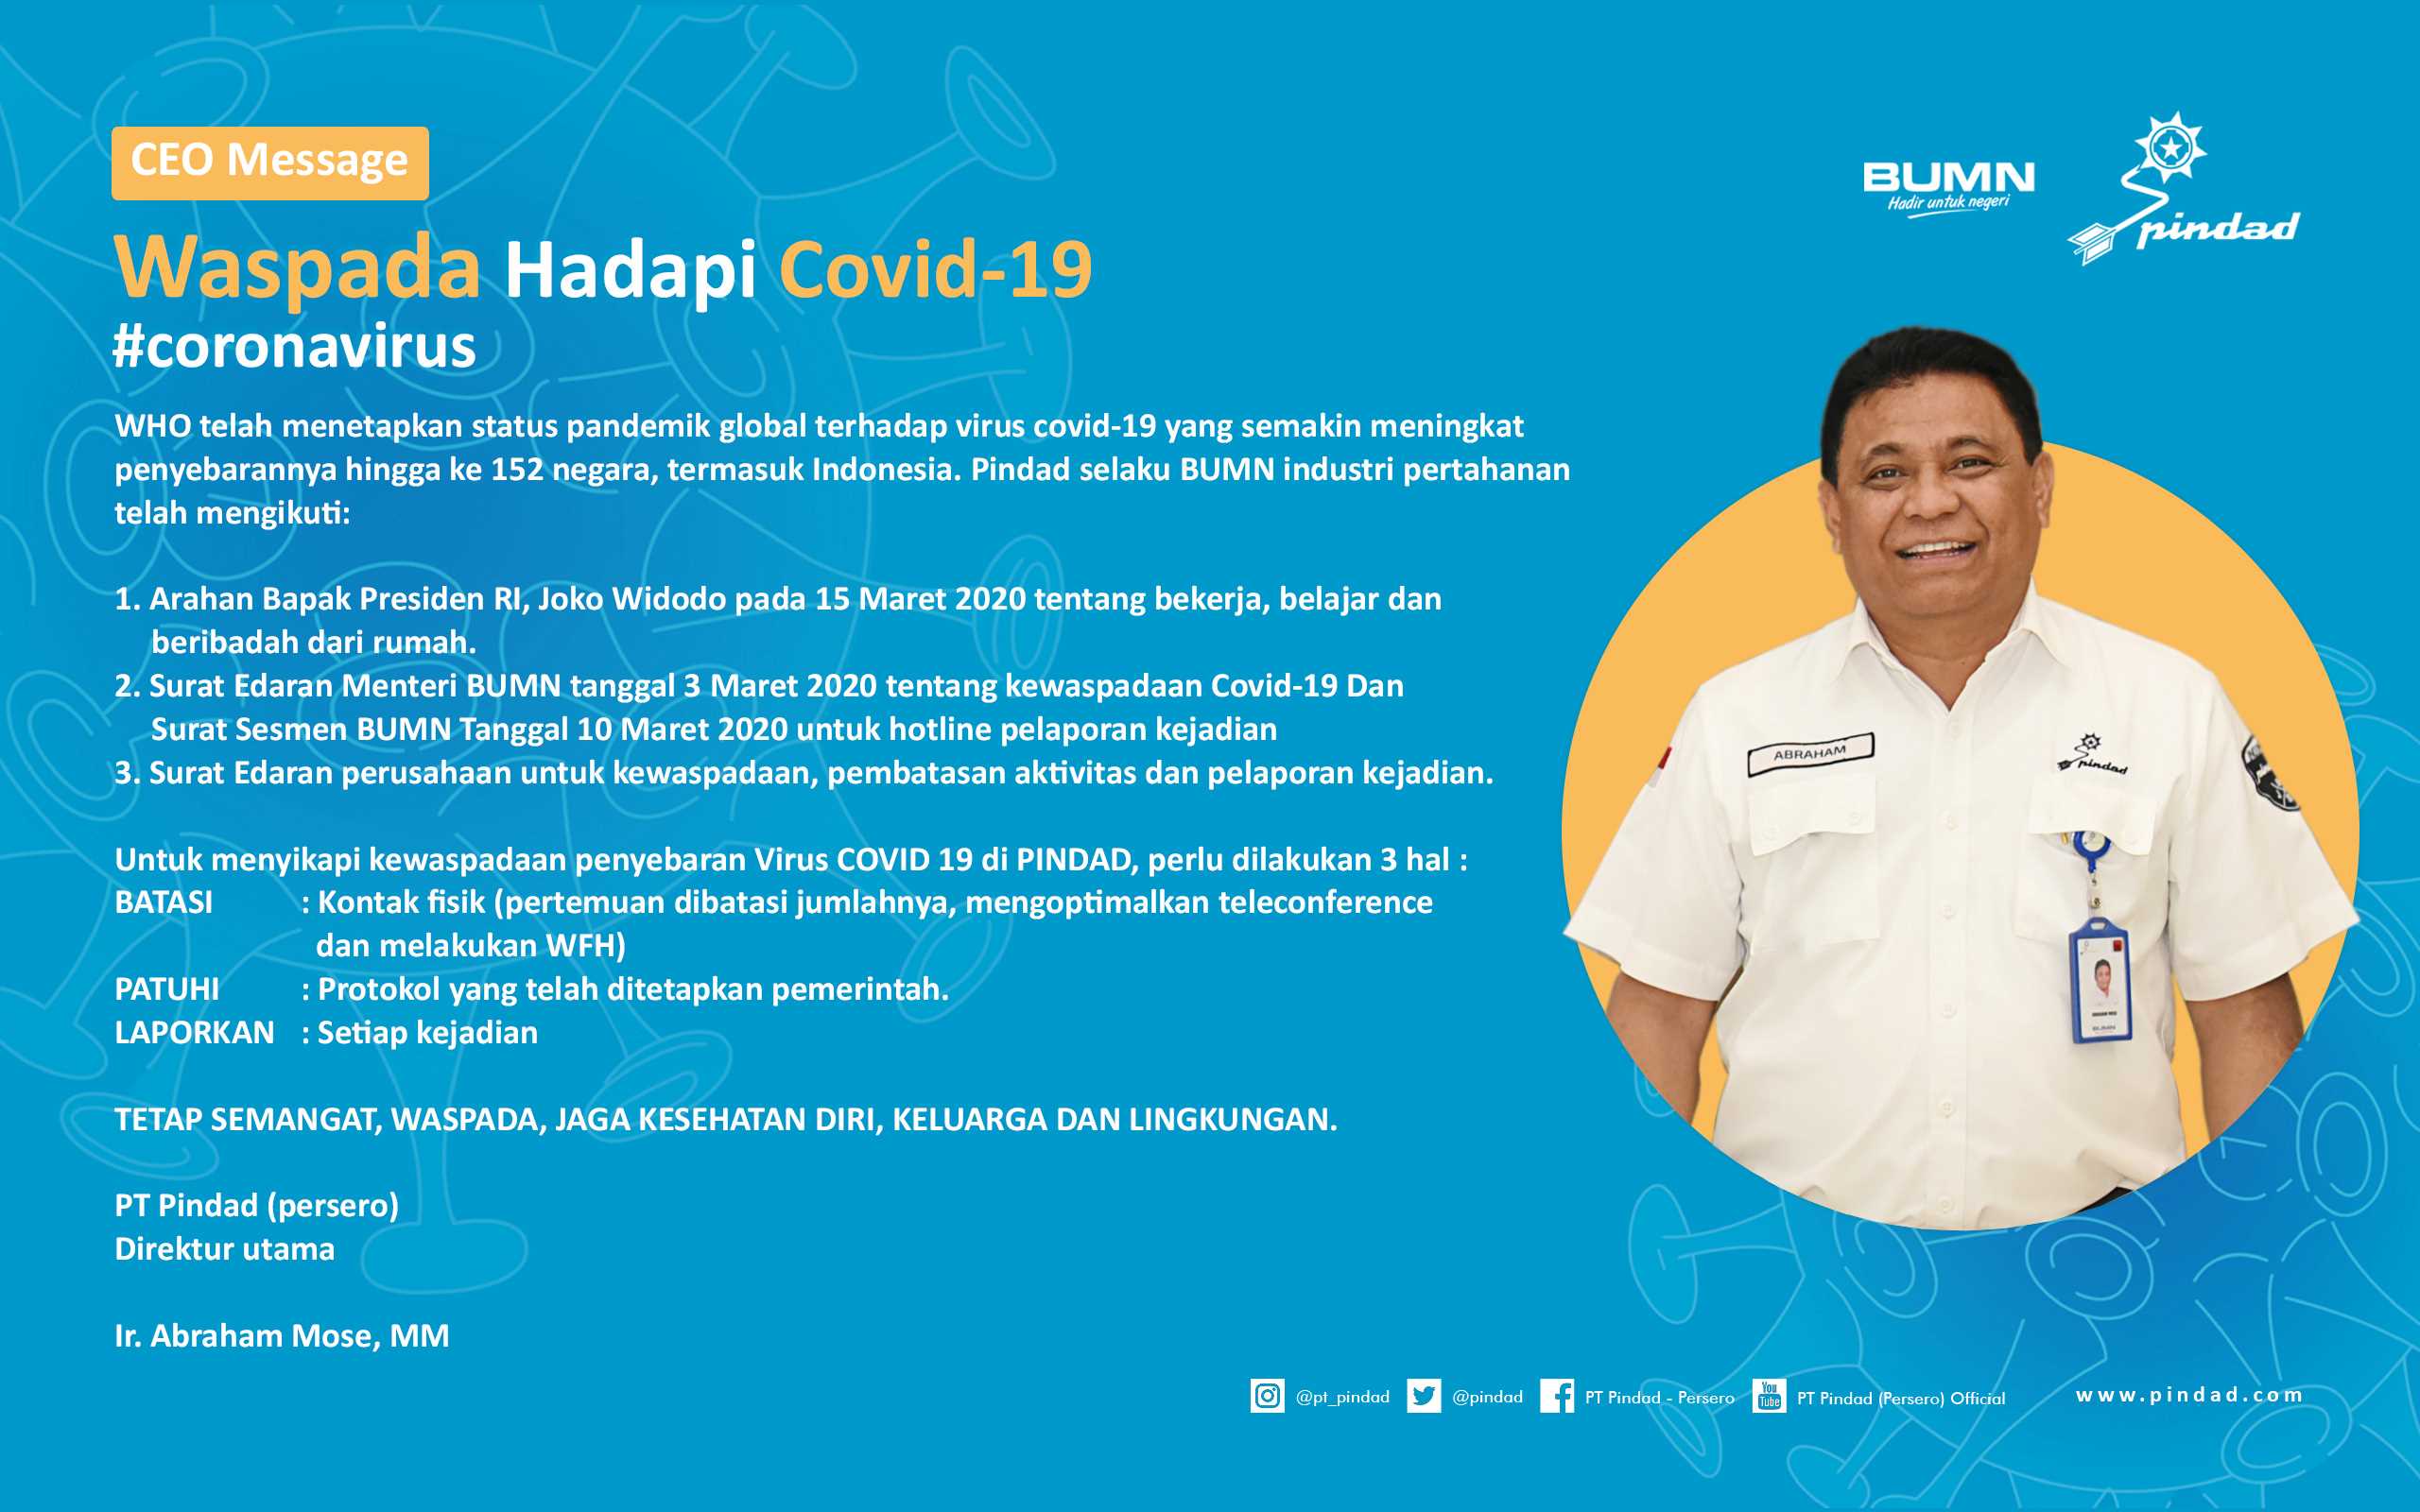 CEO Message
Waspada Hadapi Covid-19
#coronavirus
BUMN
Hadir untuk negeri
pindad
WHO telah menetapkan status pandemik global terhadap virus covid-19 yang semakin meningkat
penyebarannya hingga ke 152 negara, termasuk Indonesia. Pindad selaku BUMN industri pertahanan
telah mengikuti:
1. Arahan Bapak Presiden RI, Joko Widodo pada 15 Maret 2020 tentang bekerja, belajar dan
beribadah dari rumah.
2. Surat Edaran Menteri BUMN tanggal 3 Maret 2020 tentang kewaspadaan Covid-19 Dan
Surat Sesmen BUMN Tanggal 10 Maret 2020 untuk hotline pelaporan kejadian
3. Surat Edaran perusahaan untuk kewaspadaan, pembatasan aktivitas dan pelaporan kejadian.
Untuk menyikapi kewaspadaan penyebaran Virus COVID 19 di PINDAD, perlu dilakukan 3 hal :
BATASI : Kontak fisik (pertemuan dibatasi jumlahnya, mengoptimalkan teleconference
dan melakukan WFH)
PATUHI : Protokol yang telah ditetapkan pemerintah.
LAPORKAN : Setiap kejadian
TETAP SEMANGAT, WASPADA, JAGA KESEHATAN DIRI, KELUARGA DAN LINGKUNGAN.
PT Pindad (persero)
Direktur utama
Ir. Abraham Mose, MM
ABRAHAM
pindad
BUMN
@pt_pindad
@pindad
PT Pindad - Persero
You Tube
PT Pindad (Persero) Official
www.pindad.com